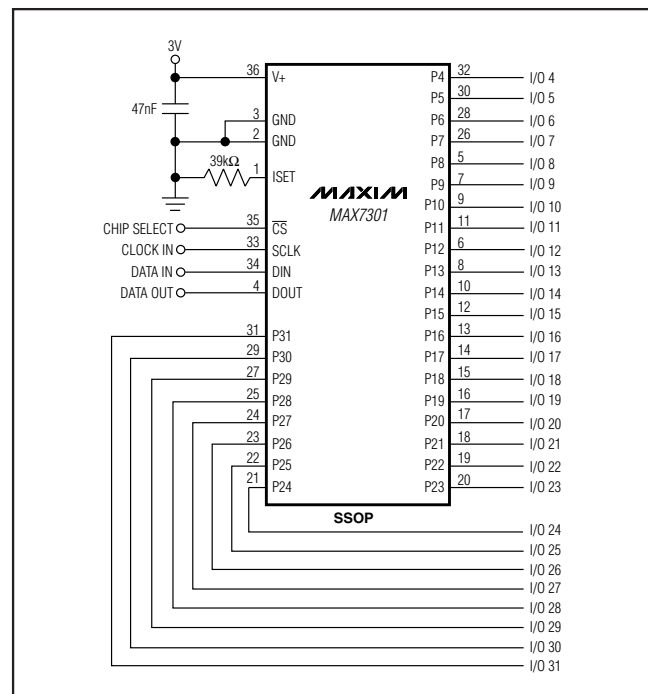 3V
36 V+ P4 32 I/O 4
P5 30 I/O 5
47nF
3 GND P6 28 I/O 6
2 GND P7 26 I/O 7
39kΩ
P8 5 I/O 8
1 ISET
P9 7 I/O 9
MAXIM
MAX7301
P10 9 I/O 10
CHIP SELECT 35 CS P11 11 I/O 11
CLOCK IN 33 SCLK P12 6 I/O 12
DATA IN 34 DIN P13 8 I/O 13
DATA OUT 4 DOUT P14 10 I/O 14
P15 12 I/O 15
31 P31 P16 13 I/O 16
29 P30 P17 14 I/O 17
27 P29 P18 15 I/O 18
25 P28 P19 16 I/O 19
24 P27 P20 17 I/O 20
23 P26 P21 18 I/O 21
22 P25 P22 19 I/O 22
21 P24 P23 20 I/O 23
SSOP
I/O 24
I/O 25
I/O 26
I/O 27
I/O 28
I/O 29
I/O 30
I/O 31